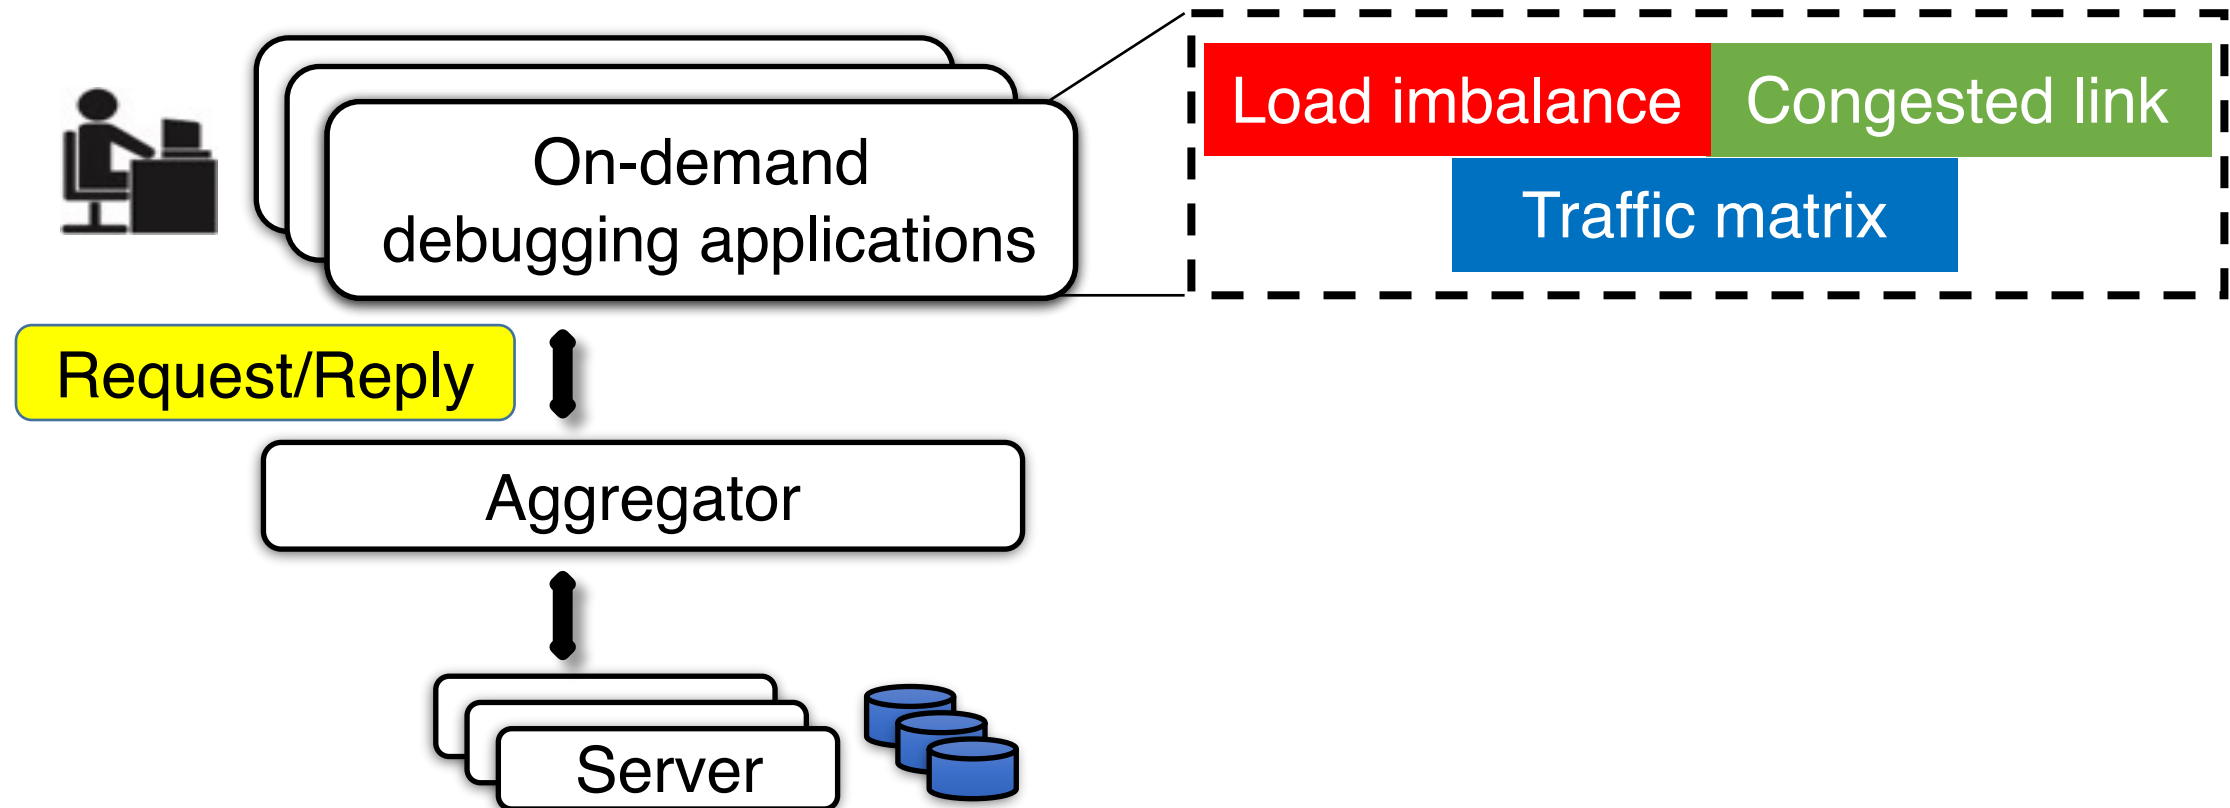 On-demand
debugging applications
Load imbalance
Congested link
Traffic matrix
Request/Reply
Aggregator
Server